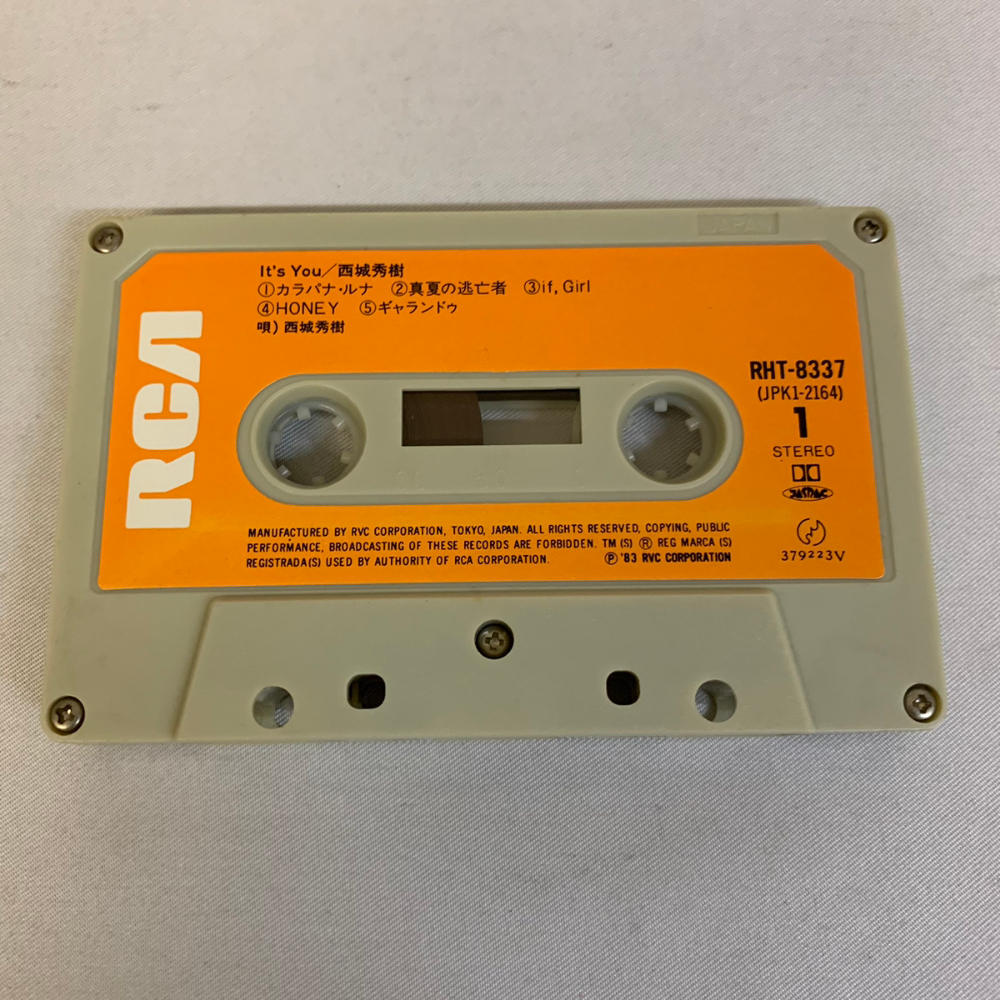 JAPAN
It's You／西城秀樹
①カラパナ・ルナ ②真夏の逃亡者 ③if, Girl
④HONEY ⑤ギャランドゥ
唄) 西城秀樹
RCA
RHT-8337
(JPK1-2164)
1
STEREO
JASRAC
MANUFACTURED BY RVC CORPORATION, TOKYO, JAPAN. ALL RIGHTS RESERVED, COPYING, PUBLIC
PERFORMANCE, BROADCASTING OF THESE RECORDS ARE FORBIDDEN. TM (S) Ⓡ REG MARCA (S)
REGISTRADA(S) USED BY AUTHORITY OF RCA CORPORATION. Ⓟ '83 RVC CORPORATION
379223V